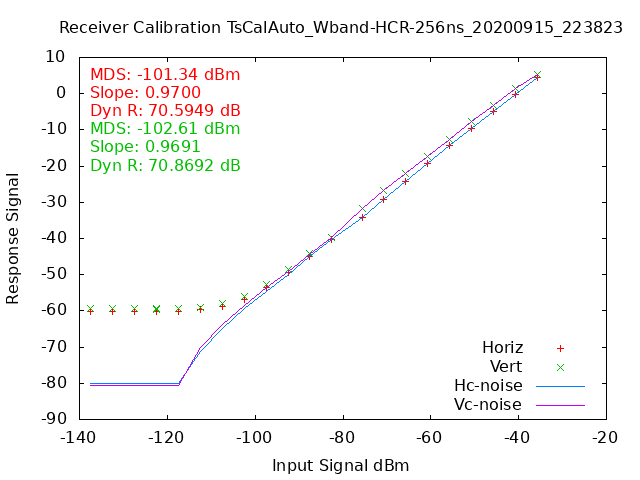 Receiver Calibration TsCalAuto_Wband-HCR-256ns_20200915_223823
10
0
-10
-20
-30
-40
-50
-60
-70
-80
-90
MDS: -101.34 dBm
Slope: 0.9700
Dyn R: 70.5949 dB
MDS: -102.61 dBm
Slope: 0.9691
Dyn R: 70.8692 dB
Response Signal
Horiz
Vert
Hc-noise
Vc-noise
-140 -120 -100 -80 -60 -40 -20
Input Signal dBm